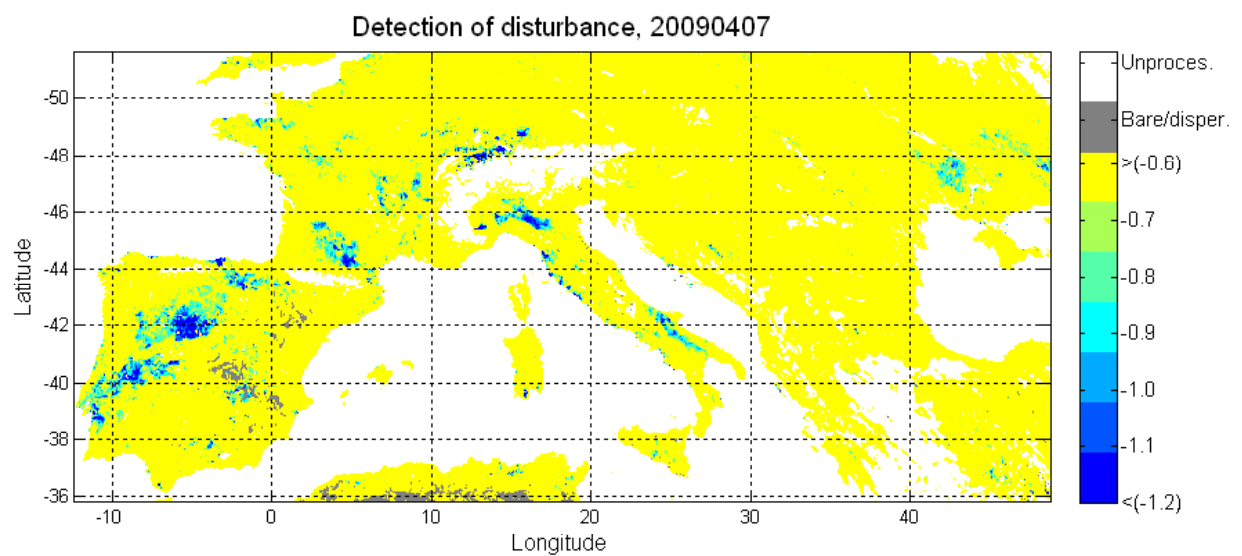 Detection of disturbance, 20090407
Unproces.
Bare/disper.
>(-0.6)
-0.7
-0.8
-0.9
-1.0
-1.1
<(-1.2)
Latitude
-50
-48
-46
-44
-42
-40
-38
-36
-10 0 10 20 30 40
Longitude